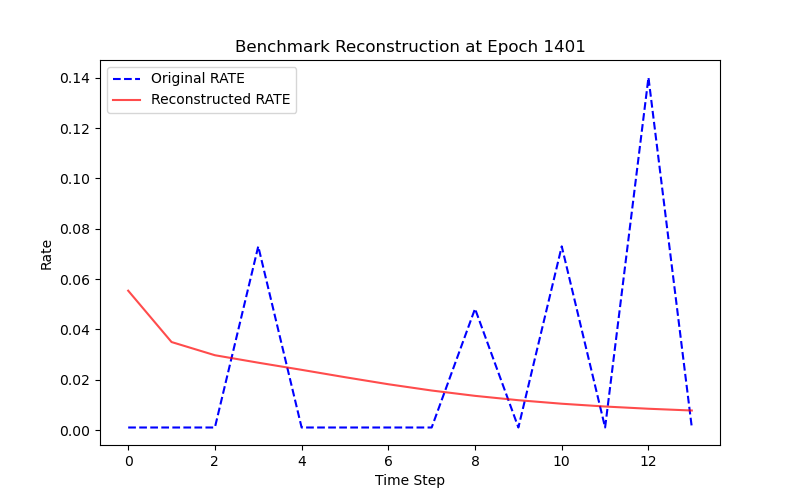 Benchmark Reconstruction at Epoch 1401
Original RATE
Reconstructed RATE
0.14
0.12
0.10
0.08
0.06
0.04
0.02
0.00
Rate
0 2 4 6 8 10 12
Time Step